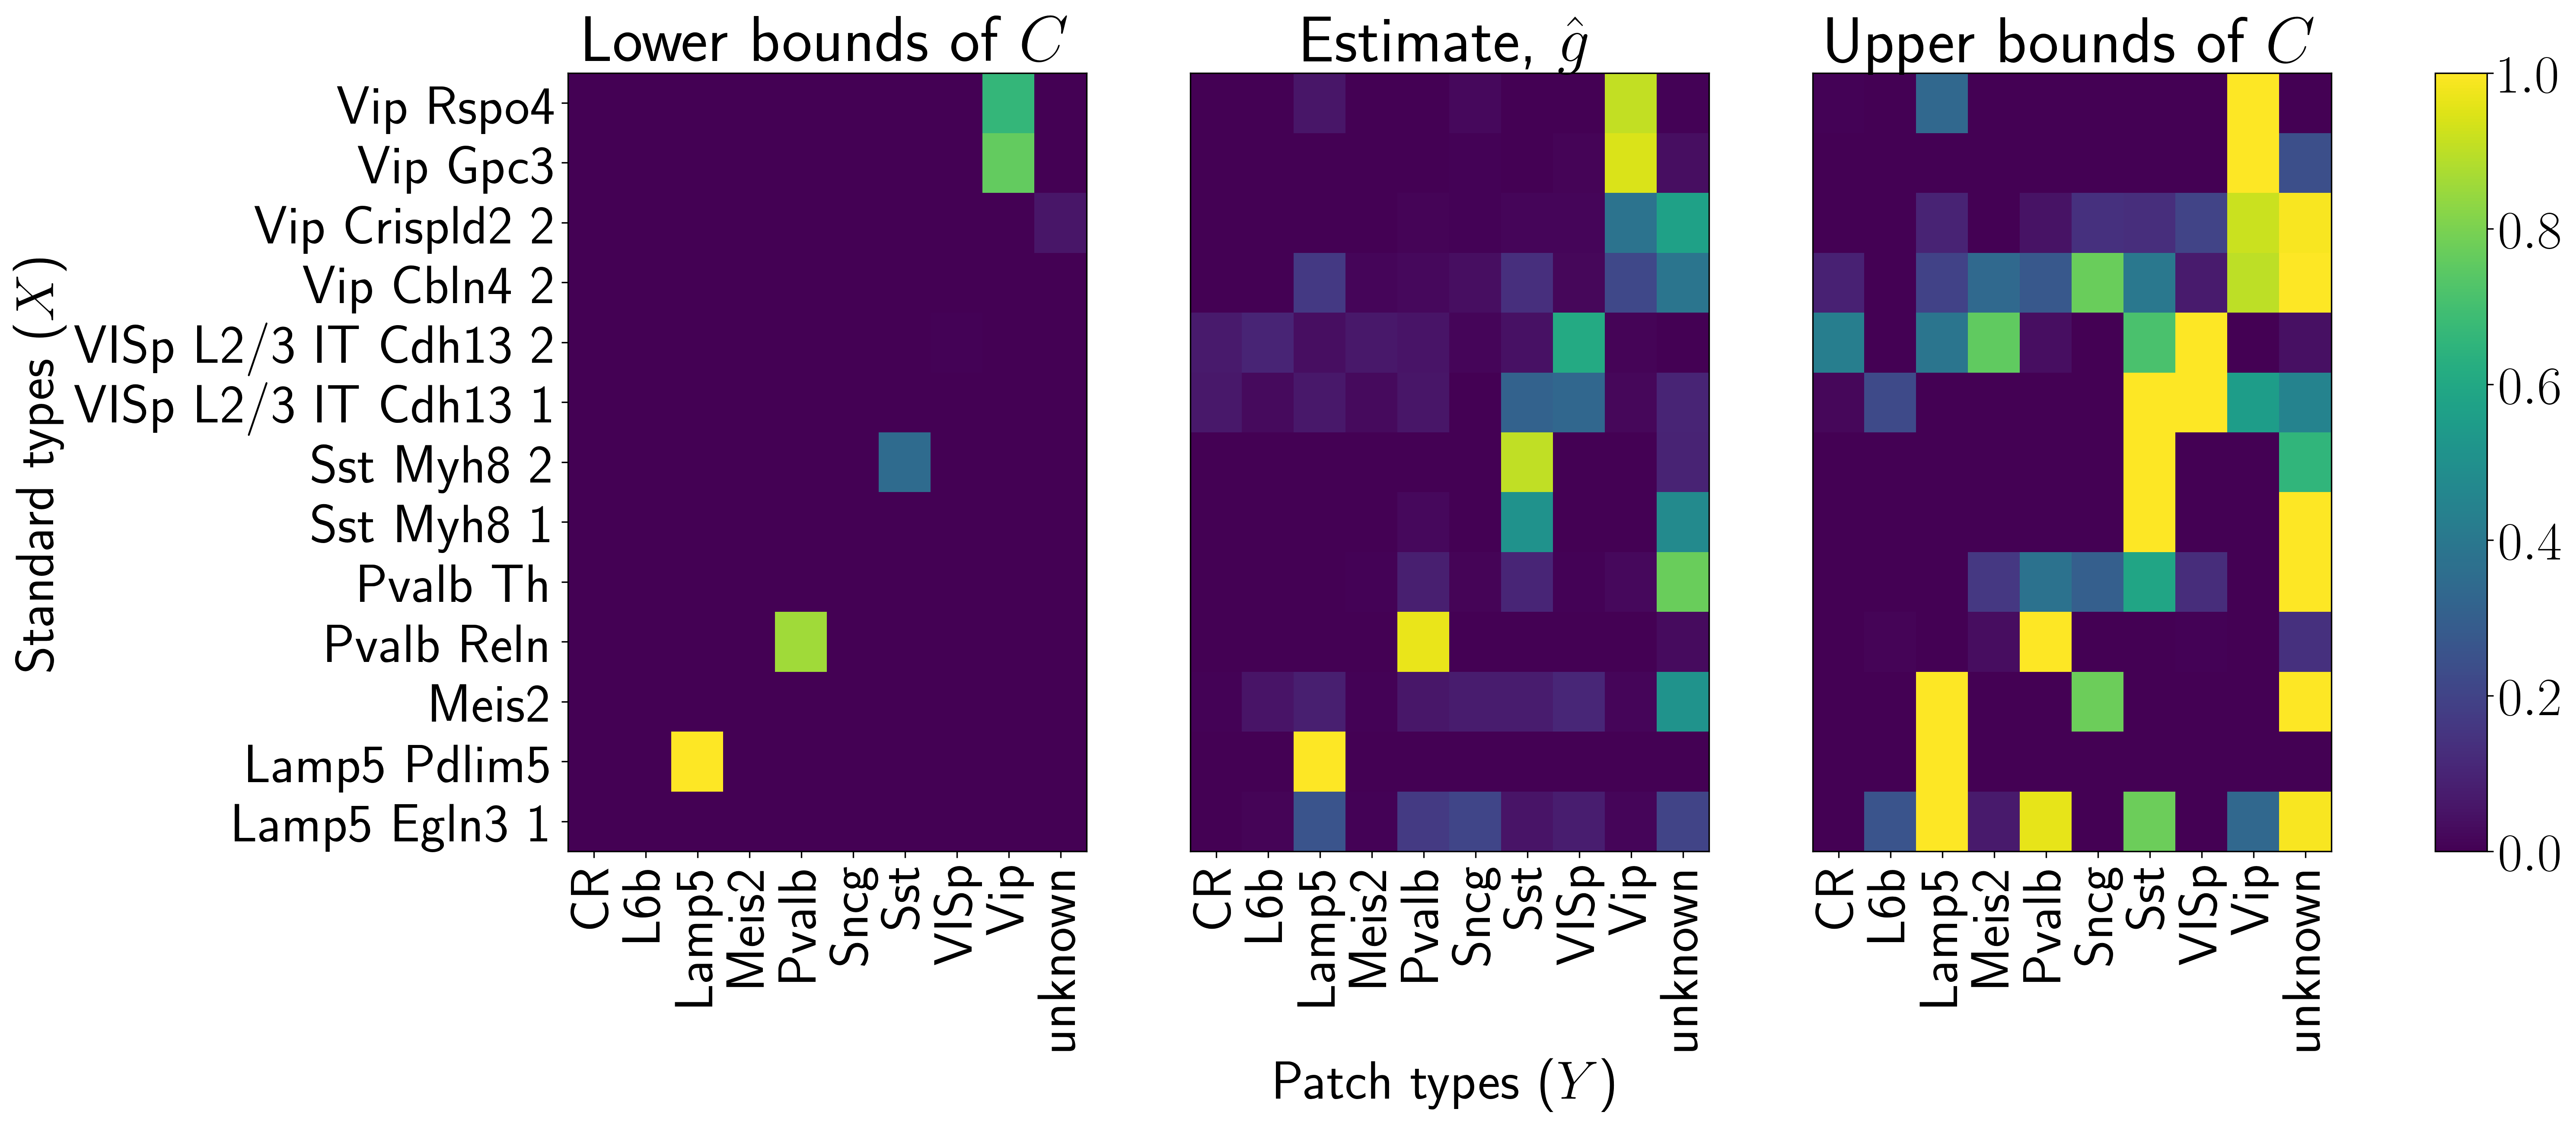 Lower bounds of C
Estimate, ĝ
Upper bounds of C
Standard types (X)
Vip Rspo4
Vip Gpc3
Vip Crispld2 2
Vip Cbln4 2
VISp L2/3 IT Cdh13 2
VISp L2/3 IT Cdh13 1
Sst Myh8 2
Sst Myh8 1
Pvalb Th
Pvalb Reln
Meis2
Lamp5 Pdlim5
Lamp5 Egln3 1
CR
L6b
Lamp5
Meis2
Pvalb
Sncg
Sst
VISp
Vip
unknown
CR
L6b
Lamp5
Meis2
Pvalb
Sncg
Sst
VISp
Vip
unknown
CR
L6b
Lamp5
Meis2
Pvalb
Sncg
Sst
VISp
Vip
unknown
Patch types (Y)
1.0
0.8
0.6
0.4
0.2
0.0